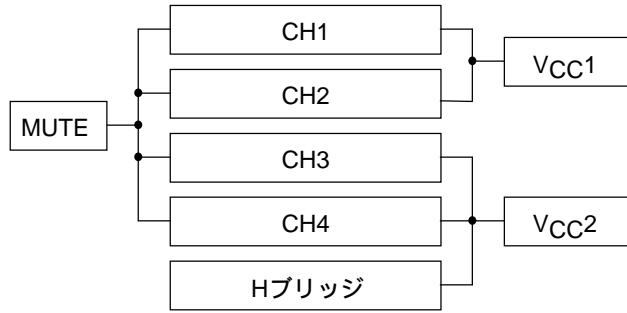 CH1
VCC1
CH2
MUTE
CH3
CH4
VCC2
Hブリッジ